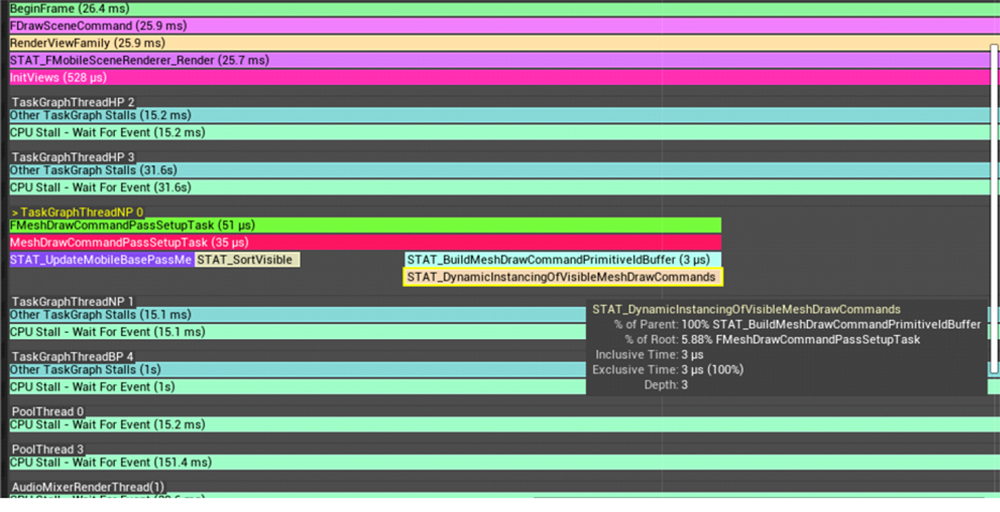 BeginFrame (26.4 ms)
FDrawSceneCommand (25.9 ms)
RenderViewFamily (25.9 ms)
STAT_FMobileSceneRenderer_Render (25.7 ms)
InitViews (528 µs)
TaskGraphThreadHP 2
Other TaskGraph Stalls (15.2 ms)
CPU Stall - Wait For Event (15.2 ms)
TaskGraphThreadHP 3
Other TaskGraph Stalls (31.6s)
CPU Stall - Wait For Event (31.6s)
> TaskGraphThreadNP 0
FMeshDrawCommandPassSetupTask (51 µs)
MeshDrawCommandPassSetupTask (35 µs)
STAT_UpdateMobileBasePassMe STAT_SortVisible STAT_BuildMeshDrawCommandPrimitiveIdBuffer (3 µs)
STAT_DynamicInstancingOfVisibleMeshDrawCommands
TaskGraphThreadNP 1
Other TaskGraph Stalls (15.1 ms)
CPU Stall - Wait For Event (15.1 ms)
TaskGraphThreadBP 4
Other TaskGraph Stalls (1s)
CPU Stall - Wait For Event (1s)
STAT_DynamicInstancingOfVisibleMeshDrawCommands
% of Parent: 100% STAT_BuildMeshDrawCommandPrimitiveIdBuffer
% of Root: 5.88% FMeshDrawCommandPassSetupTask
Inclusive Time: 3 µs
Exclusive Time: 3 µs (100%)
Depth: 3
PoolThread 0
CPU Stall - Wait For Event (15.2 ms)
PoolThread 3
CPU Stall - Wait For Event (151.4 ms)
AudioMixerRenderThread(1)
CPU Stall - Wait For Event